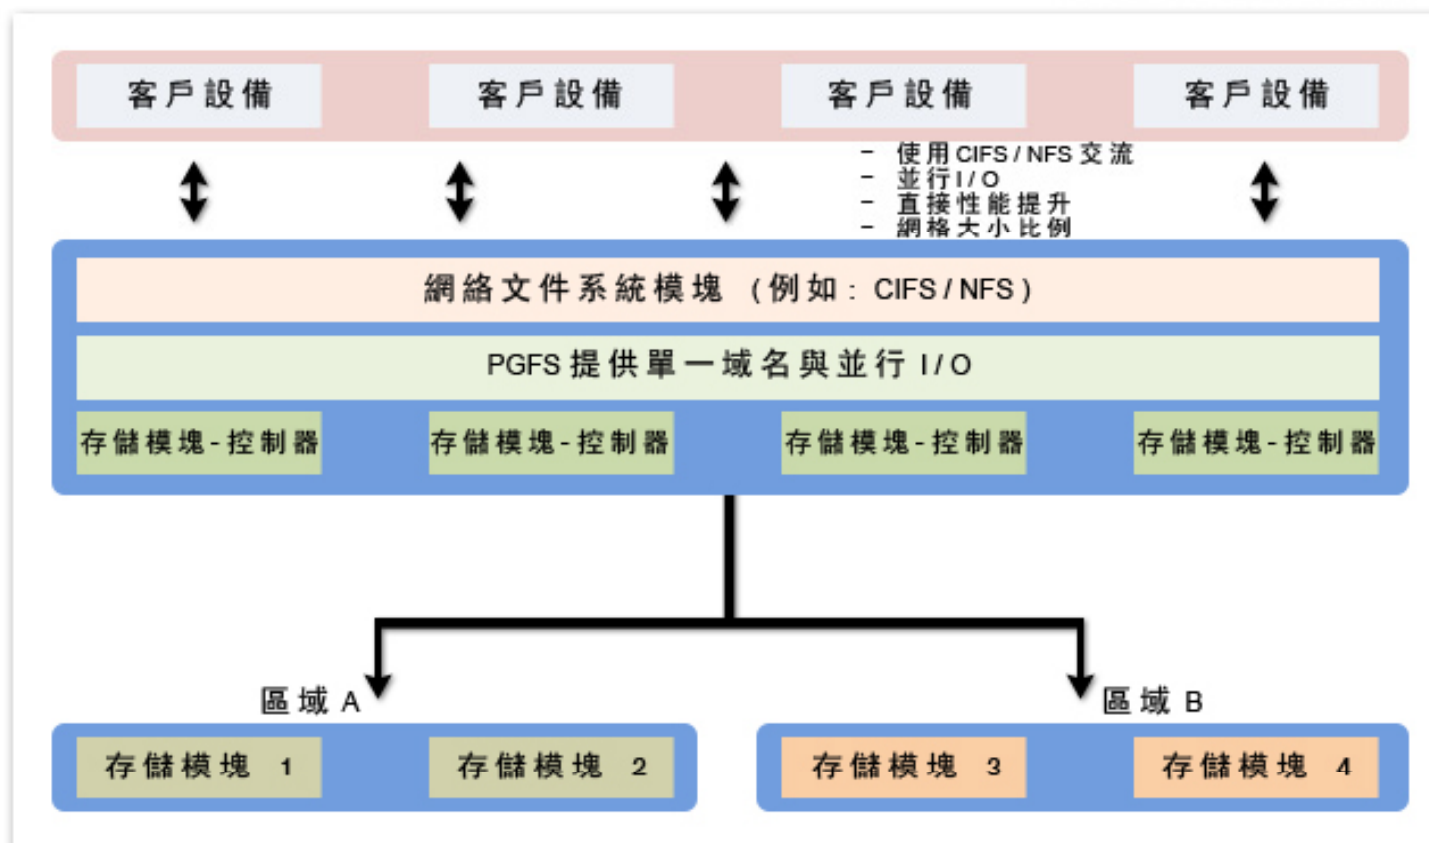 客戶設備 客戶設備 客戶設備 客戶設備
- 使用 CIFS / NFS 交流
- 並行 I / O
- 直接性能提升
- 網格大小比例
網絡文件系統模塊 (例如: CIFS / NFS)
PGFS 提供單一域名與並行 I / O
存儲模塊-控制器 存儲模塊-控制器 存儲模塊-控制器 存儲模塊-控制器
區域 A 區域 B
存儲模塊 1 存儲模塊 2 存儲模塊 3 存儲模塊 4